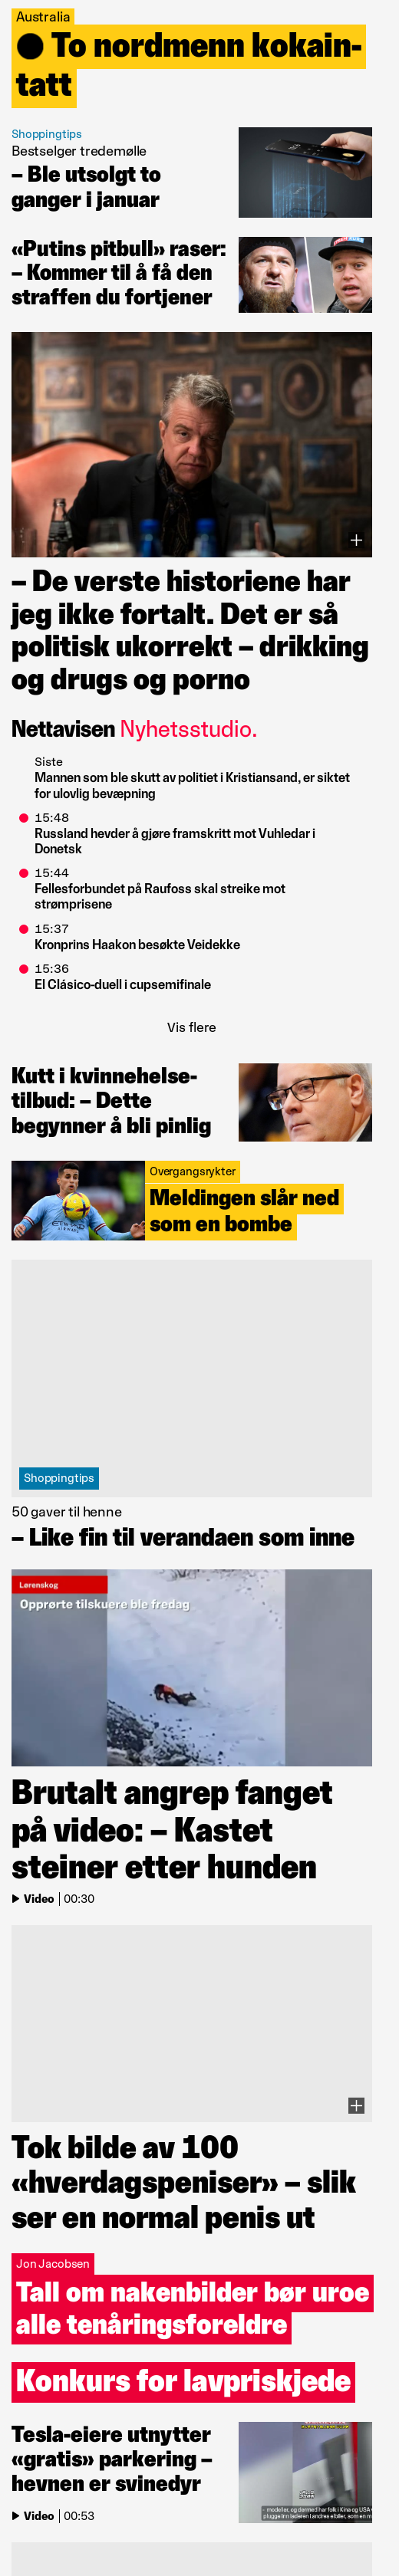 Australia
● To nordmenn kokain-
tatt
Shoppingtips
Bestselger tredemølle
– Ble utsolgt to
ganger i januar
«Putins pitbull» raser:
– Kommer til å få den
straffen du fortjener
– De verste historiene har
jeg ikke fortalt. Det er så
politisk ukorrekt – drikking
og drugs og porno
Nettavisen Nyhetsstudio.
Siste
Mannen som ble skutt av politiet i Kristiansand, er siktet
for ulovlig bevæpning
15:48
Russland hevder å gjøre framskritt mot Vuhledar i
Donetsk
15:44
Fellesforbundet på Raufoss skal streike mot
strømprisene
15:37
Kronprins Haakon besøkte Veidekke
15:36
El Clásico-duell i cupsemifinale
Vis flere
Kutt i kvinnehelse-
tilbud: – Dette
begynner å bli pinlig
Overgangsrykter
Meldingen slår ned
som en bombe
Shoppingtips
50 gaver til henne
– Like fin til verandaen som inne
Lørenskog
Opprørte tilskuere ble fredag
Brutalt angrep fanget
på video: – Kastet
steiner etter hunden
Video | 00:30
Tok bilde av 100
«hverdagspeniser» – slik
ser en normal penis ut
Jon Jacobsen
Tall om nakenbilder bør uroe
alle tenåringsforeldre
Konkurs for lavpriskjede
Tesla-eiere utnytter
«gratis» parkering –
hevnen er svinedyr
Video | 00:53